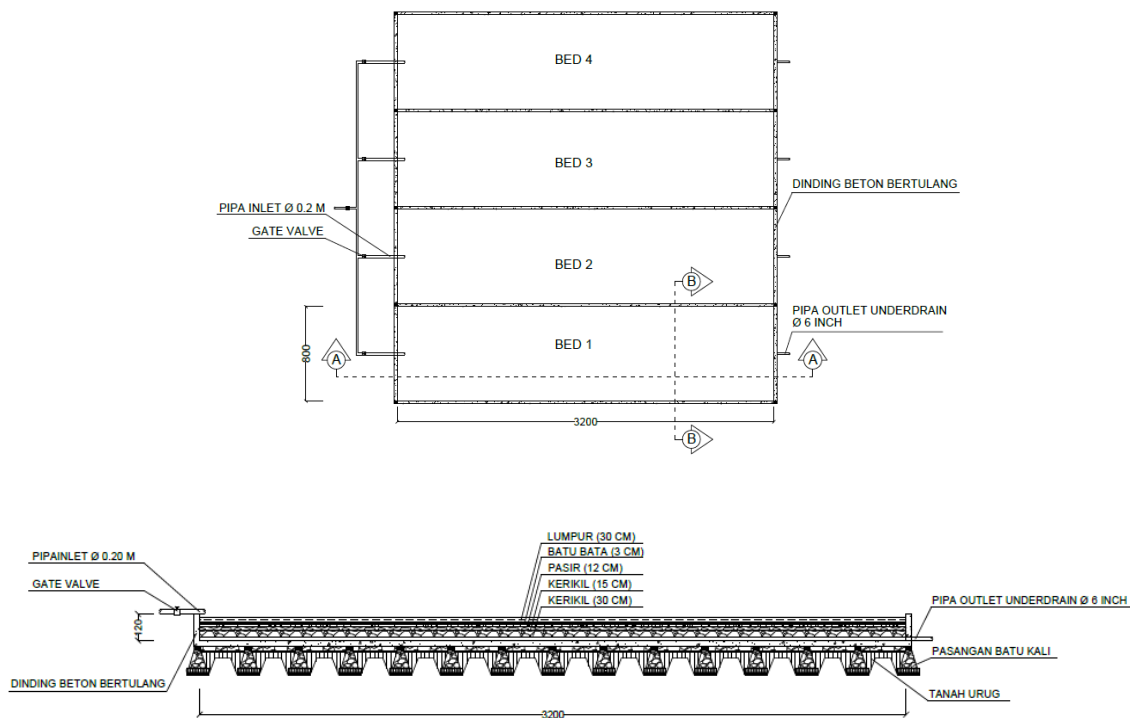 BED 4
BED 3
DINDING BETON BERTULANG
PIPA INLET Ø 0.2 M
GATE VALVE
BED 2
B
PIPA OUTLET UNDERDRAIN
Ø 6 INCH
BED 1
800
A
A
3200
B
LUMPUR (30 CM)
BATU BATA (3 CM)
PASIR (12 CM)
KERIKIL (15 CM)
KERIKIL (30 CM)
PIPAINLET Ø 0.20 M
GATE VALVE
PIPA OUTLET UNDERDRAIN Ø 6 INCH
120
PASANGAN BATU KALI
DINDING BETON BERTULANG
TANAH URUG
3200